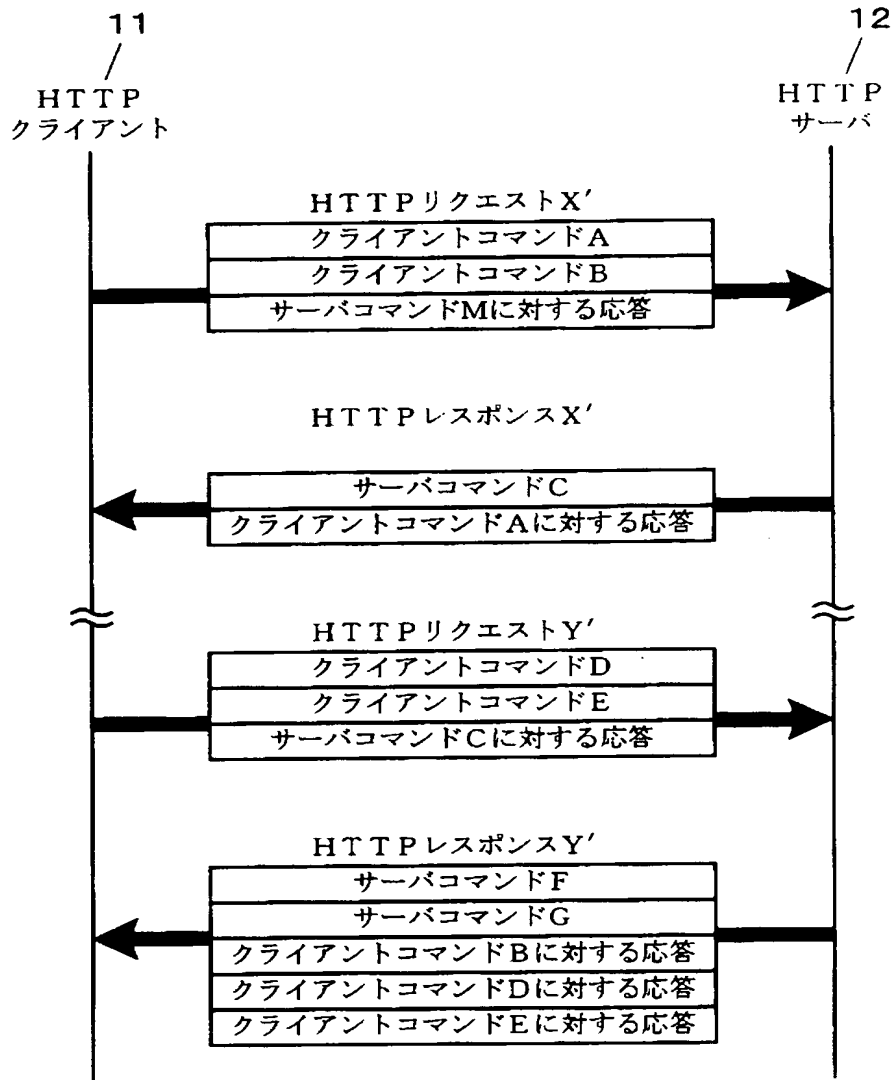 11
12
HTTP
クライアント
HTTP
サーバ
HTTPリクエストX′
クライアントコマンドA
クライアントコマンドB
サーバコマンドMに対する応答
HTTPレスポンスX′
サーバコマンドC
クライアントコマンドAに対する応答
HTTPリクエストY′
クライアントコマンドD
クライアントコマンドE
サーバコマンドCに対する応答
HTTPレスポンスY′
サーバコマンドF
サーバコマンドG
クライアントコマンドBに対する応答
クライアントコマンドDに対する応答
クライアントコマンドEに対する応答